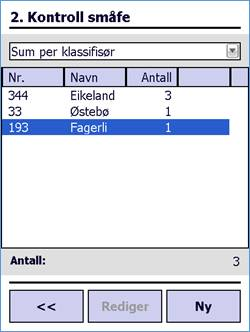 2. Kontroll småfe
Sum per klassifisør
Nr. Navn Antall
344 Eikeland 3
33 Østebø 1
193 Fagerli 1
Antall: 3
<< Rediger Ny